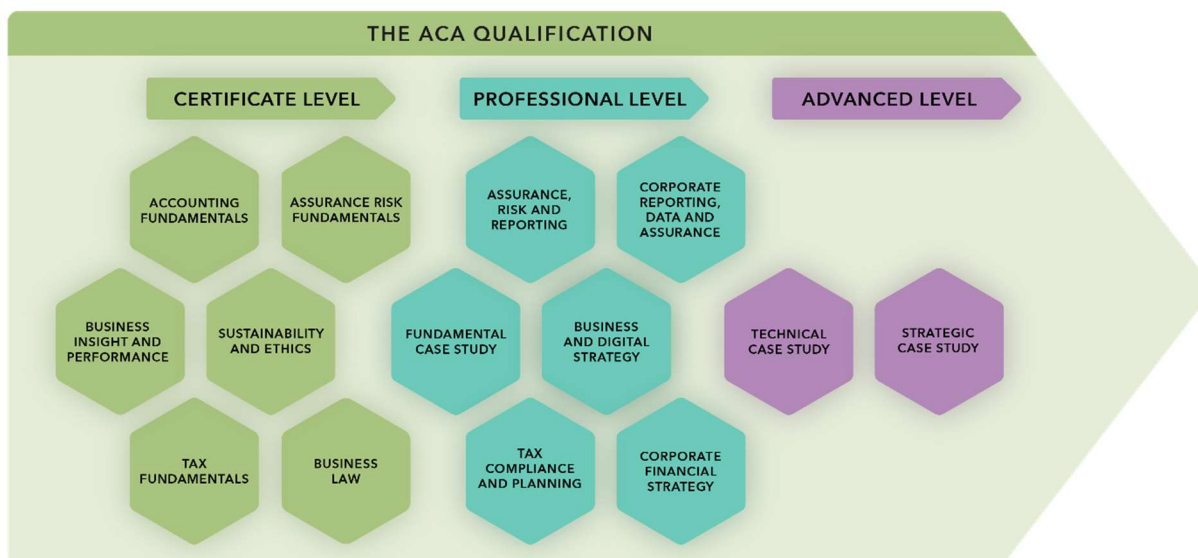 THE ACA QUALIFICATION
CERTIFICATE LEVEL
PROFESSIONAL LEVEL
ADVANCED LEVEL
ACCOUNTING
FUNDAMENTALS
ASSURANCE RISK
FUNDAMENTALS
BUSINESS
INSIGHT AND
PERFORMANCE
SUSTAINABILITY
AND ETHICS
TAX
FUNDAMENTALS
BUSINESS
LAW
ASSURANCE,
RISK AND
REPORTING
CORPORATE
REPORTING,
DATA AND
ASSURANCE
FUNDAMENTAL
CASE STUDY
BUSINESS
AND DIGITAL
STRATEGY
TAX
COMPLIANCE
AND PLANNING
CORPORATE
FINANCIAL
STRATEGY
TECHNICAL
CASE STUDY
STRATEGIC
CASE STUDY